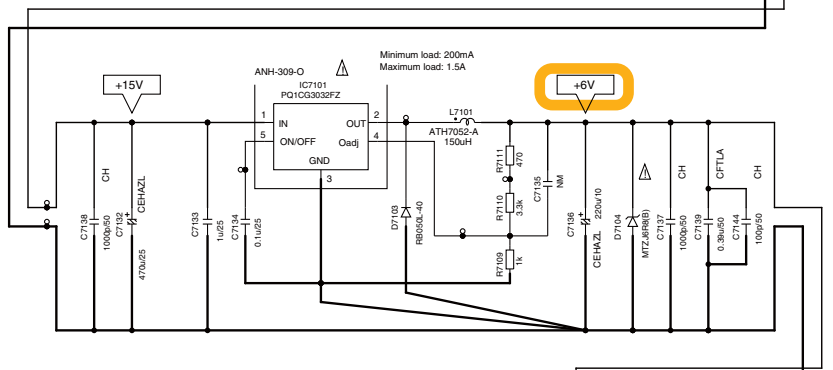 Minimum load: 200mA
Maximum load: 1.5A
ANH-309-O
IC7101
PQ1CG3032FZ
+15V
+6V
1
IN
OUT
2
5
ON/OFF
Oadj
4
GND
3
L7101
ATH7052-A
150uH
CH
C7138
1000p/50
CEHAZL
C7132
+
470u/25
C7133
1u/25
C7134
0.1u/25
D7103
RB050L-40
R7111
470
R7110
3.3k
R7109
1k
C7135
NM
C7136
+
220u/10
CEHAZL
D7104
MTZJ6R8(B)
CH
C7137
1000p/50
CFTLA
C7139
0.39u/50
CH
C7144
100p/50